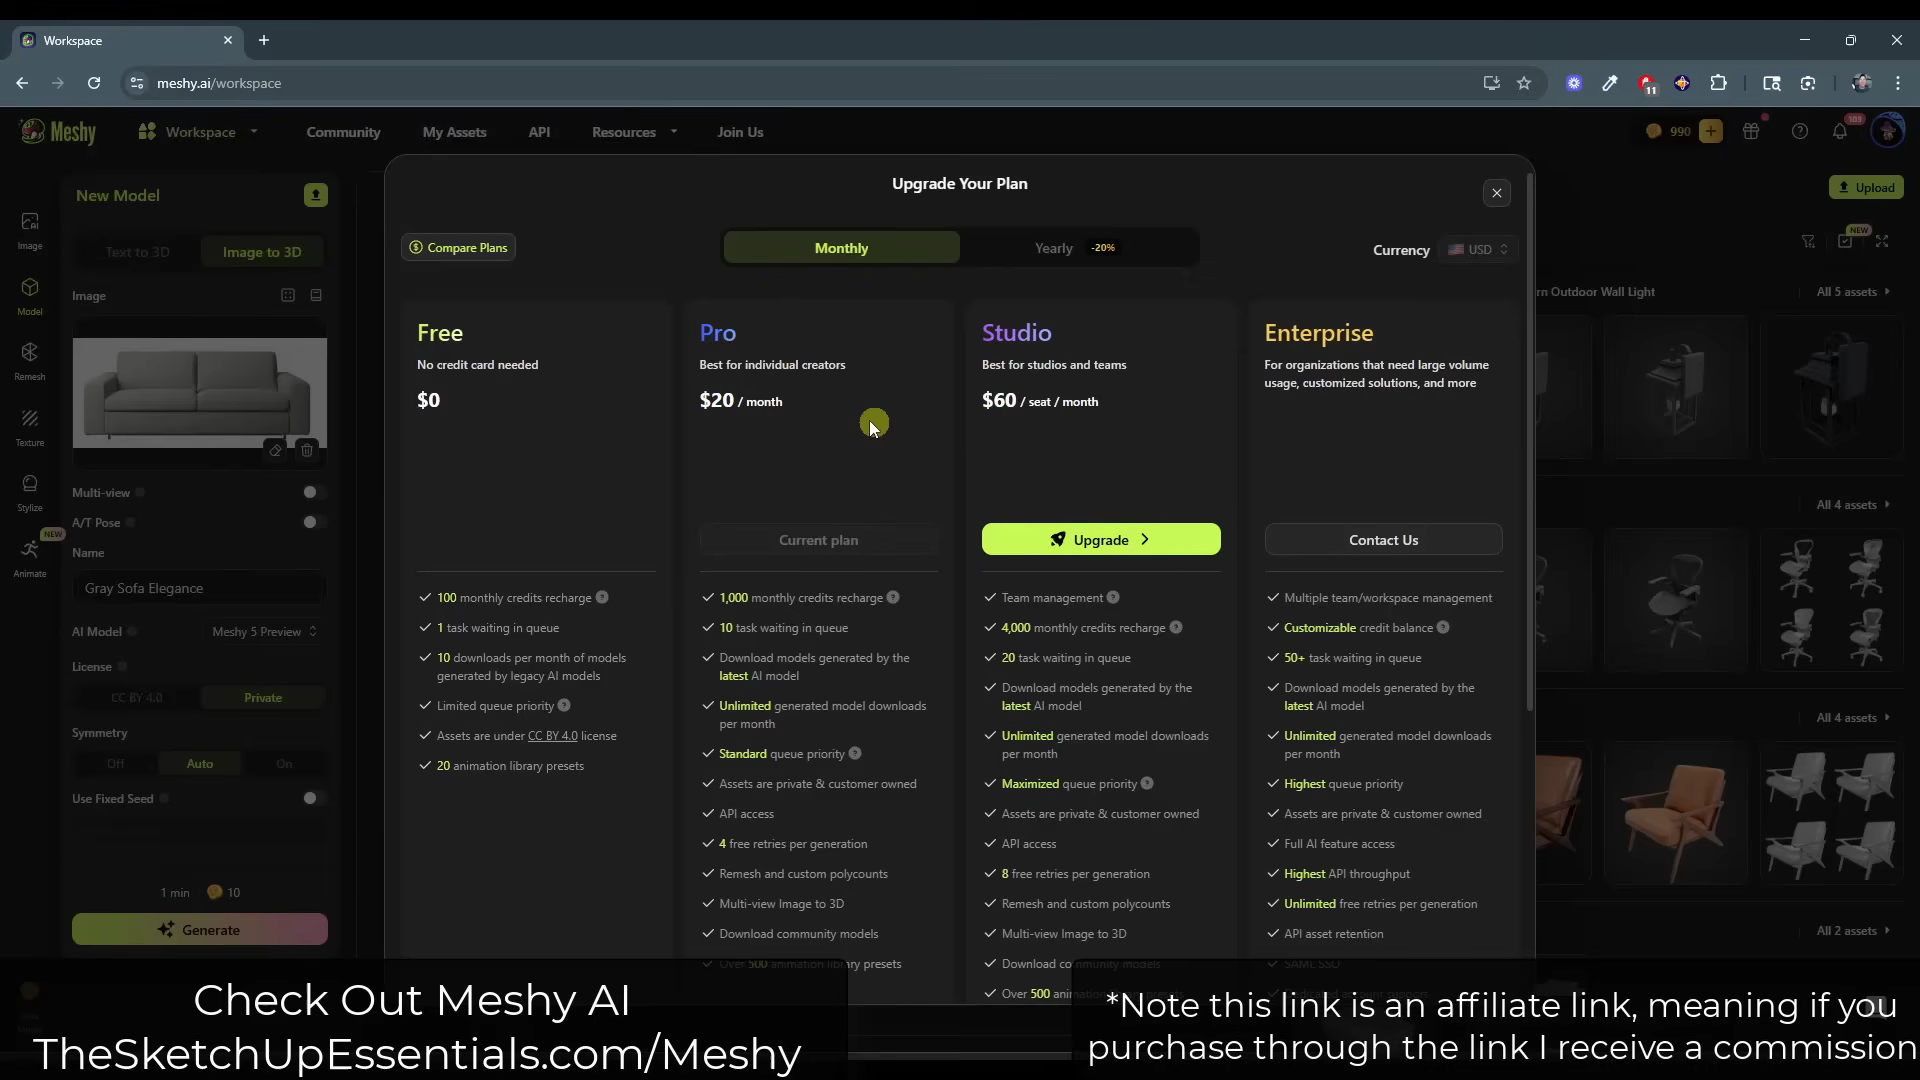 Workspace
meshy.ai/workspace
11
Meshy
Workspace
Community
My Assets
API
Resources
Join Us
990
103
New Model
Upload
Image
Text to 3D
Image to 3D
Image
Model
Remesh
Texture
Stylize
NEW
Animate
Multi-view
A/T Pose
Name
Gray Sofa Elegance
AI Model
Meshy 5 Preview
License
CC BY 4.0
Private
Symmetry
Off
Auto
On
Use Fixed Seed
1 min
10
Generate
Upgrade Your Plan
Compare Plans
Monthly
Yearly -20%
Currency
USD
Free
No credit card needed
$0
100 monthly credits recharge
1 task waiting in queue
10 downloads per month of models
generated by legacy AI models
Limited queue priority
Assets are under CC BY 4.0 license
20 animation library presets
Pro
Best for individual creators
$20 / month
Current plan
1,000 monthly credits recharge
10 task waiting in queue
Download models generated by the
latest AI model
Unlimited generated model downloads
per month
Standard queue priority
Assets are private & customer owned
API access
4 free retries per generation
Remesh and custom polycounts
Multi-view Image to 3D
Download community models
Over 500 animation library presets
Studio
Best for studios and teams
$60 / seat / month
Upgrade
Team management
4,000 monthly credits recharge
20 task waiting in queue
Download models generated by the
latest AI model
Unlimited generated model downloads
per month
Maximized queue priority
Assets are private & customer owned
API access
8 free retries per generation
Remesh and custom polycounts
Multi-view Image to 3D
Download community models
Over 500
Enterprise
For organizations that need large volume
usage, customized solutions, and more
Contact Us
Multiple team/workspace management
Customizable credit balance
50+ task waiting in queue
Download models generated by the
latest AI model
Unlimited generated model downloads
per month
Highest queue priority
Assets are private & customer owned
Full AI feature access
Highest API throughput
Unlimited free retries per generation
API asset retention
NEW
rn Outdoor Wall Light
All 5 assets
All 4 assets
All 4 assets
All 2 assets
Check Out Meshy AI
TheSketchUpEssentials.com/Meshy
*Note this link is an affiliate link, meaning if you
purchase through the link I receive a commission